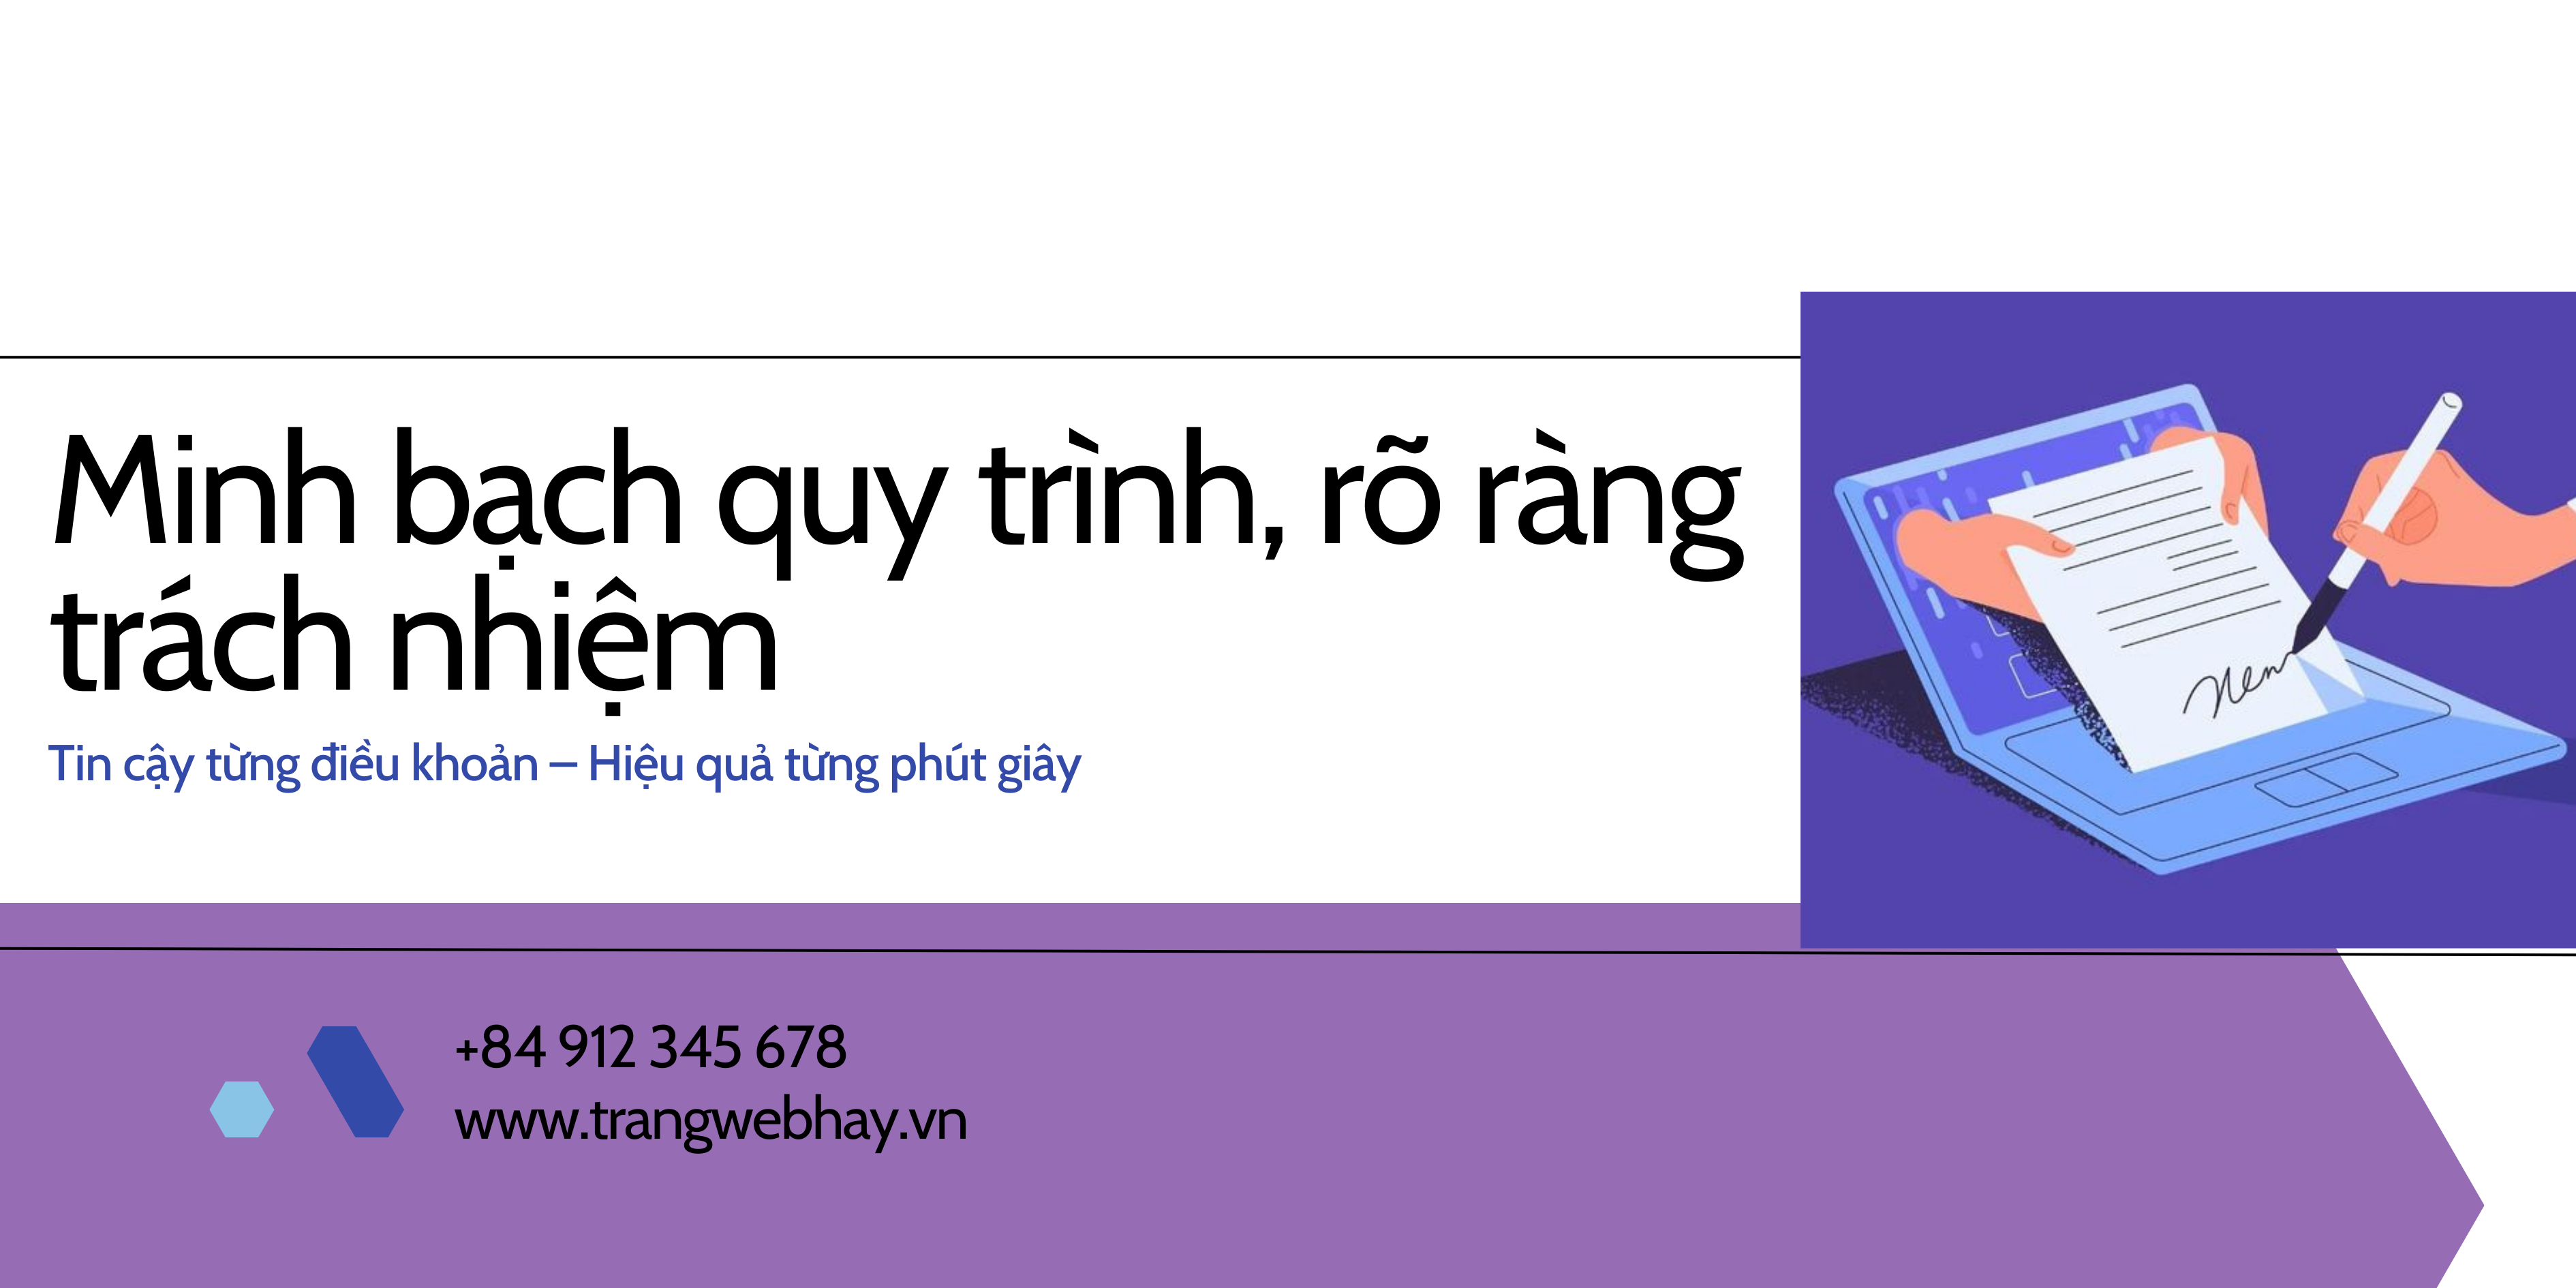 Minh bạch quy trình, rõ ràng
trách nhiệm
Tin cậy từng điều khoản – Hiệu quả từng phút giây
+84 912 345 678
www.trangwebhay.vn